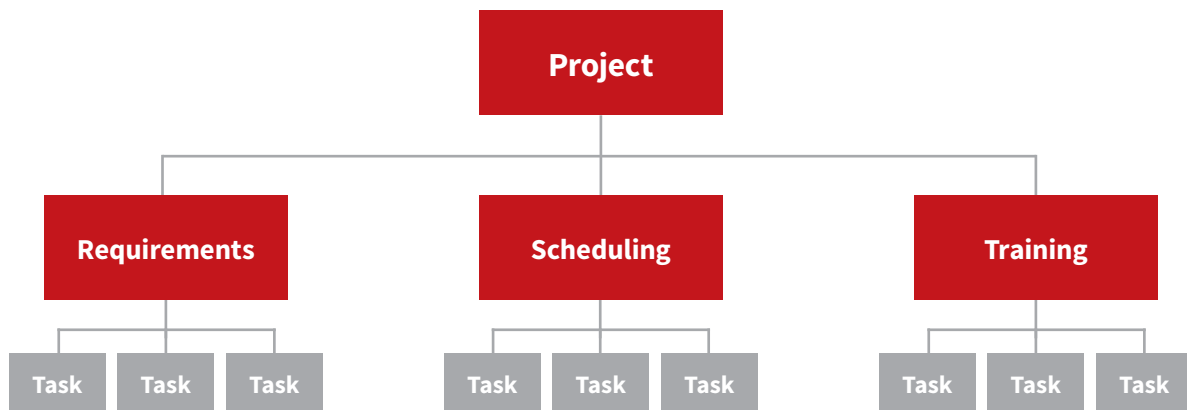 Project
Requirements
Scheduling
Training
Task
Task
Task
Task
Task
Task
Task
Task
Task